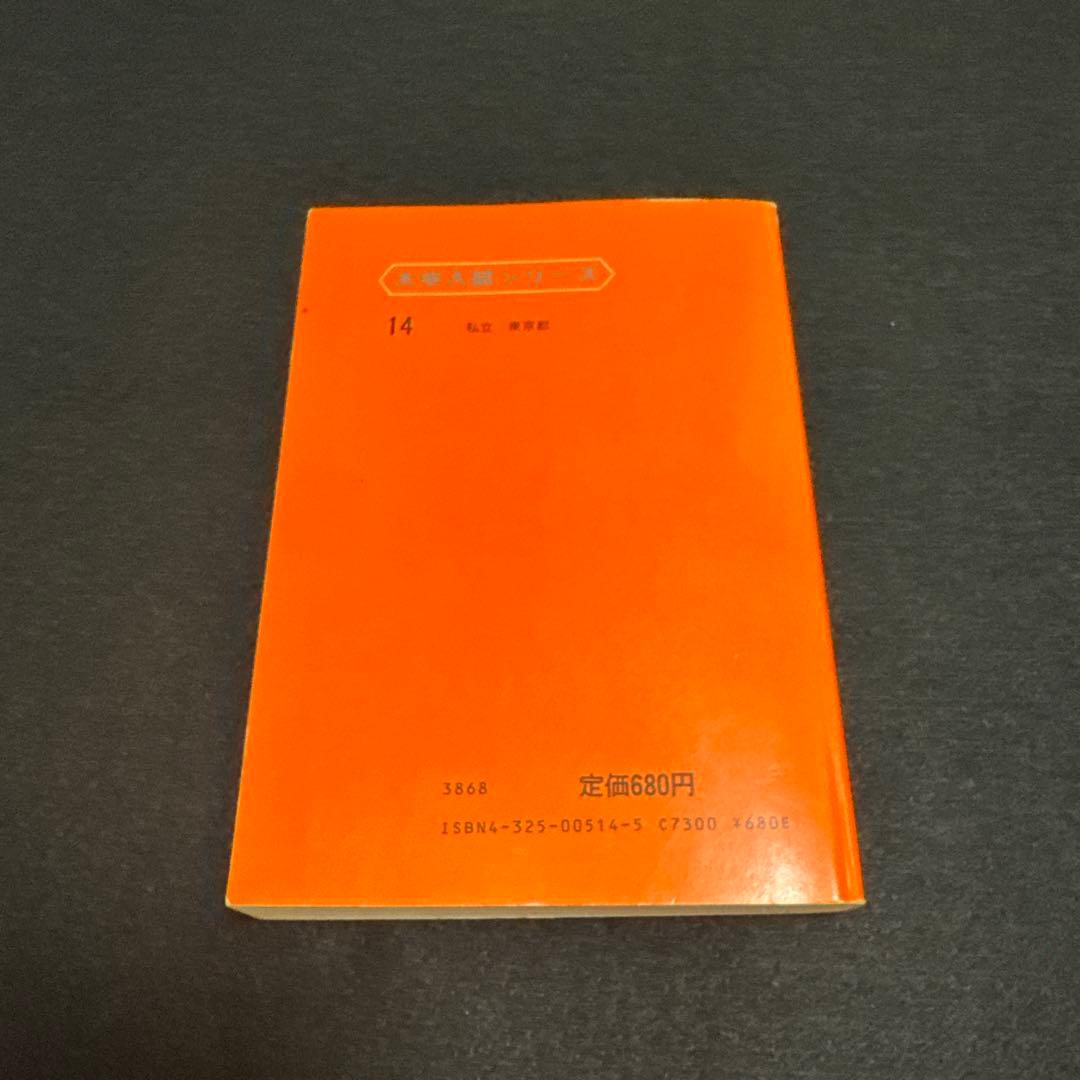 大学入試シリーズ
14 私立 東京都
3868 定価680円
ISBN4-325-00514-5 C7300 ¥680E